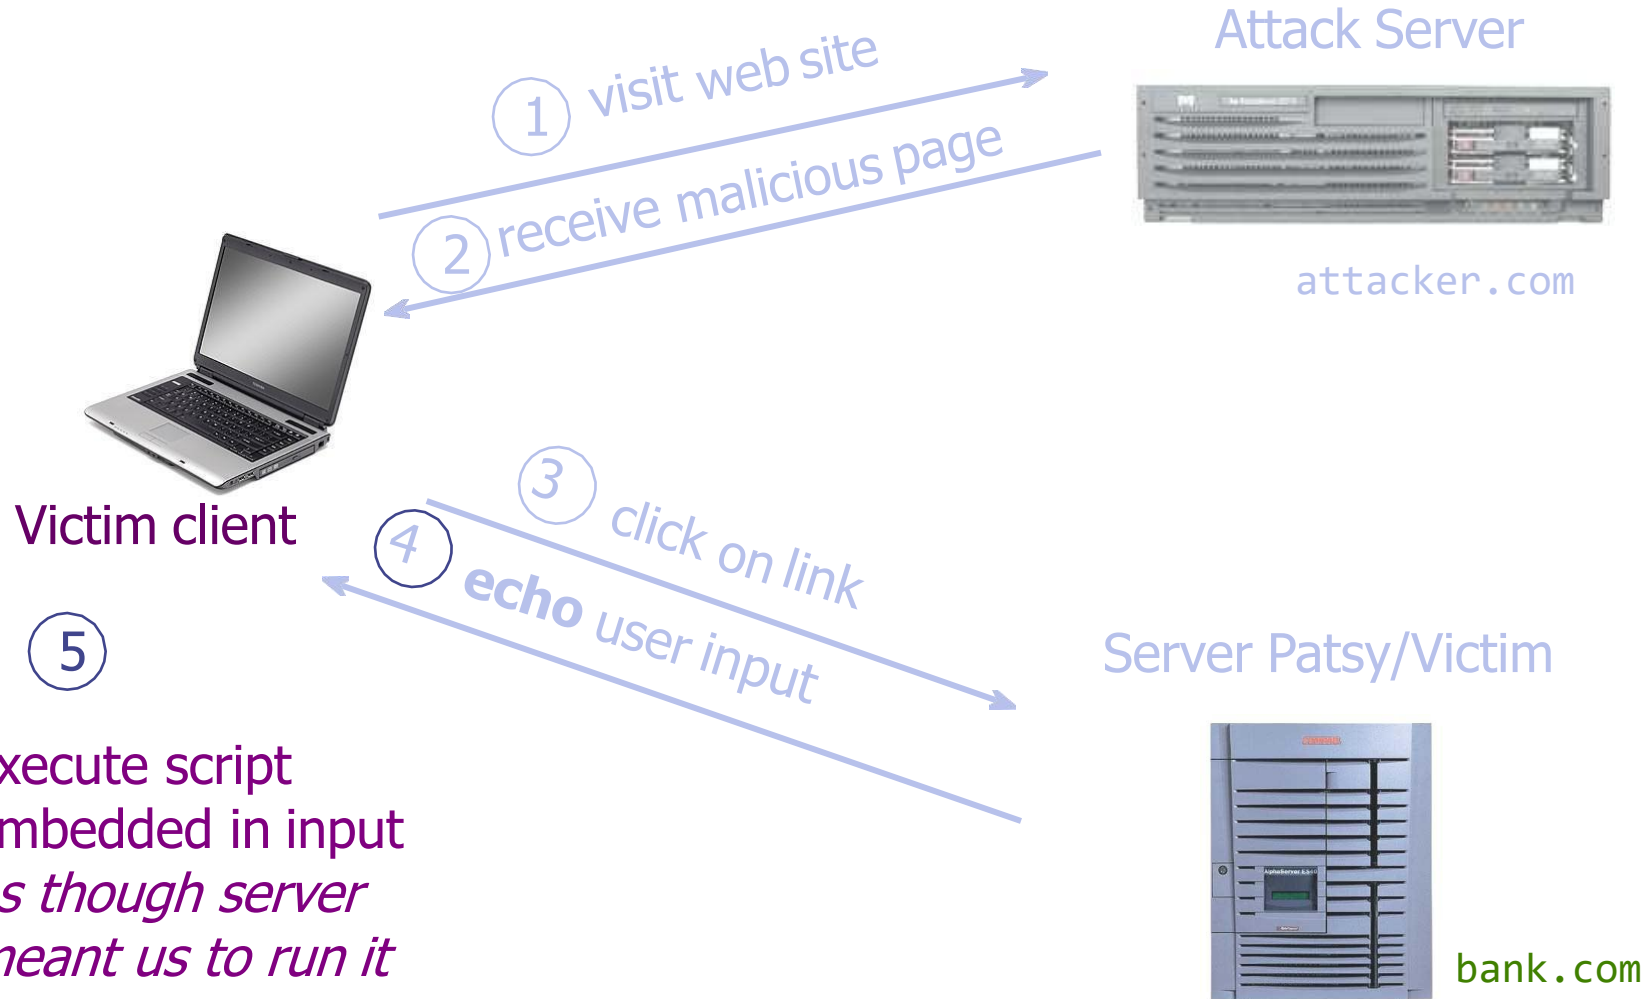 Attack Server
1 visit web site
2 receive malicious page
attacker.com
Victim client
3 click on link
4 echo user input
Server Patsy/Victim
5
xecute script
mbedded in input
s though server
meant us to run it
bank.com